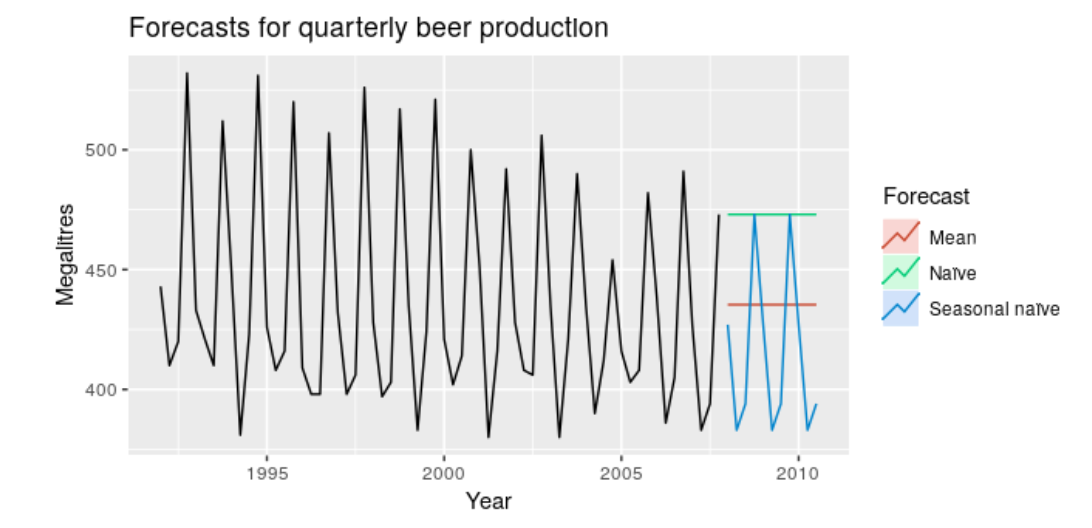 Forecasts for quarterly beer production
Megalitres
500
450
400
1995 2000 2005 2010
Year
Forecast
Mean
Naïve
Seasonal naïve